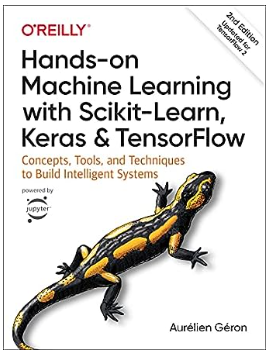 O'REILLY®
2nd Edition
Updated for
TensorFlow 2
Hands-on
Machine Learning
with Scikit-Learn,
Keras & TensorFlow
Concepts, Tools, and Techniques
to Build Intelligent Systems
powered by
jupyter
Aurélien Géron